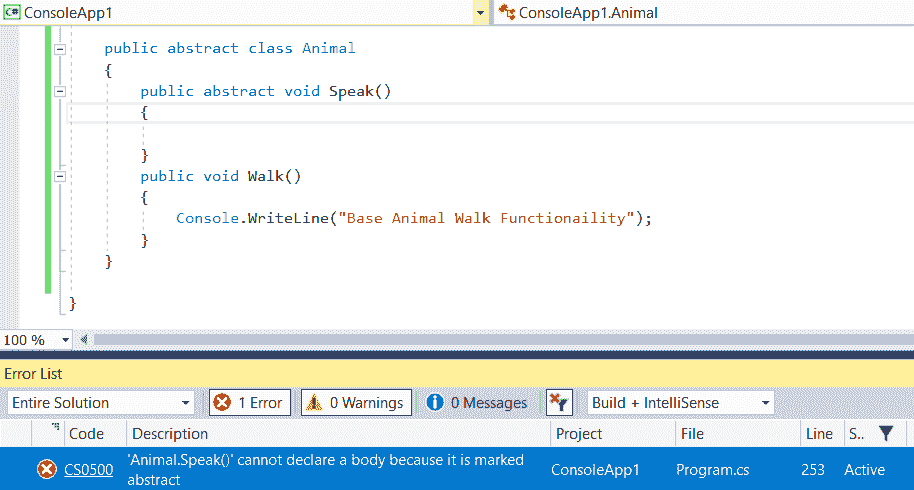 C# ConsoleApp1 ConsoleApp1.Animal
public abstract class Animal
{
public abstract void Speak()
{
}
public void Walk()
{
Console.WriteLine("Base Animal Walk Functionaility");
}
}
}
100 %
Error List
Entire Solution 1 Error 0 Warnings 0 Messages Build + IntelliSense
Code Description Project File Line S..
CS0500 'Animal.Speak()' cannot declare a body because it is marked ConsoleApp1 Program.cs 253 Active
abstract